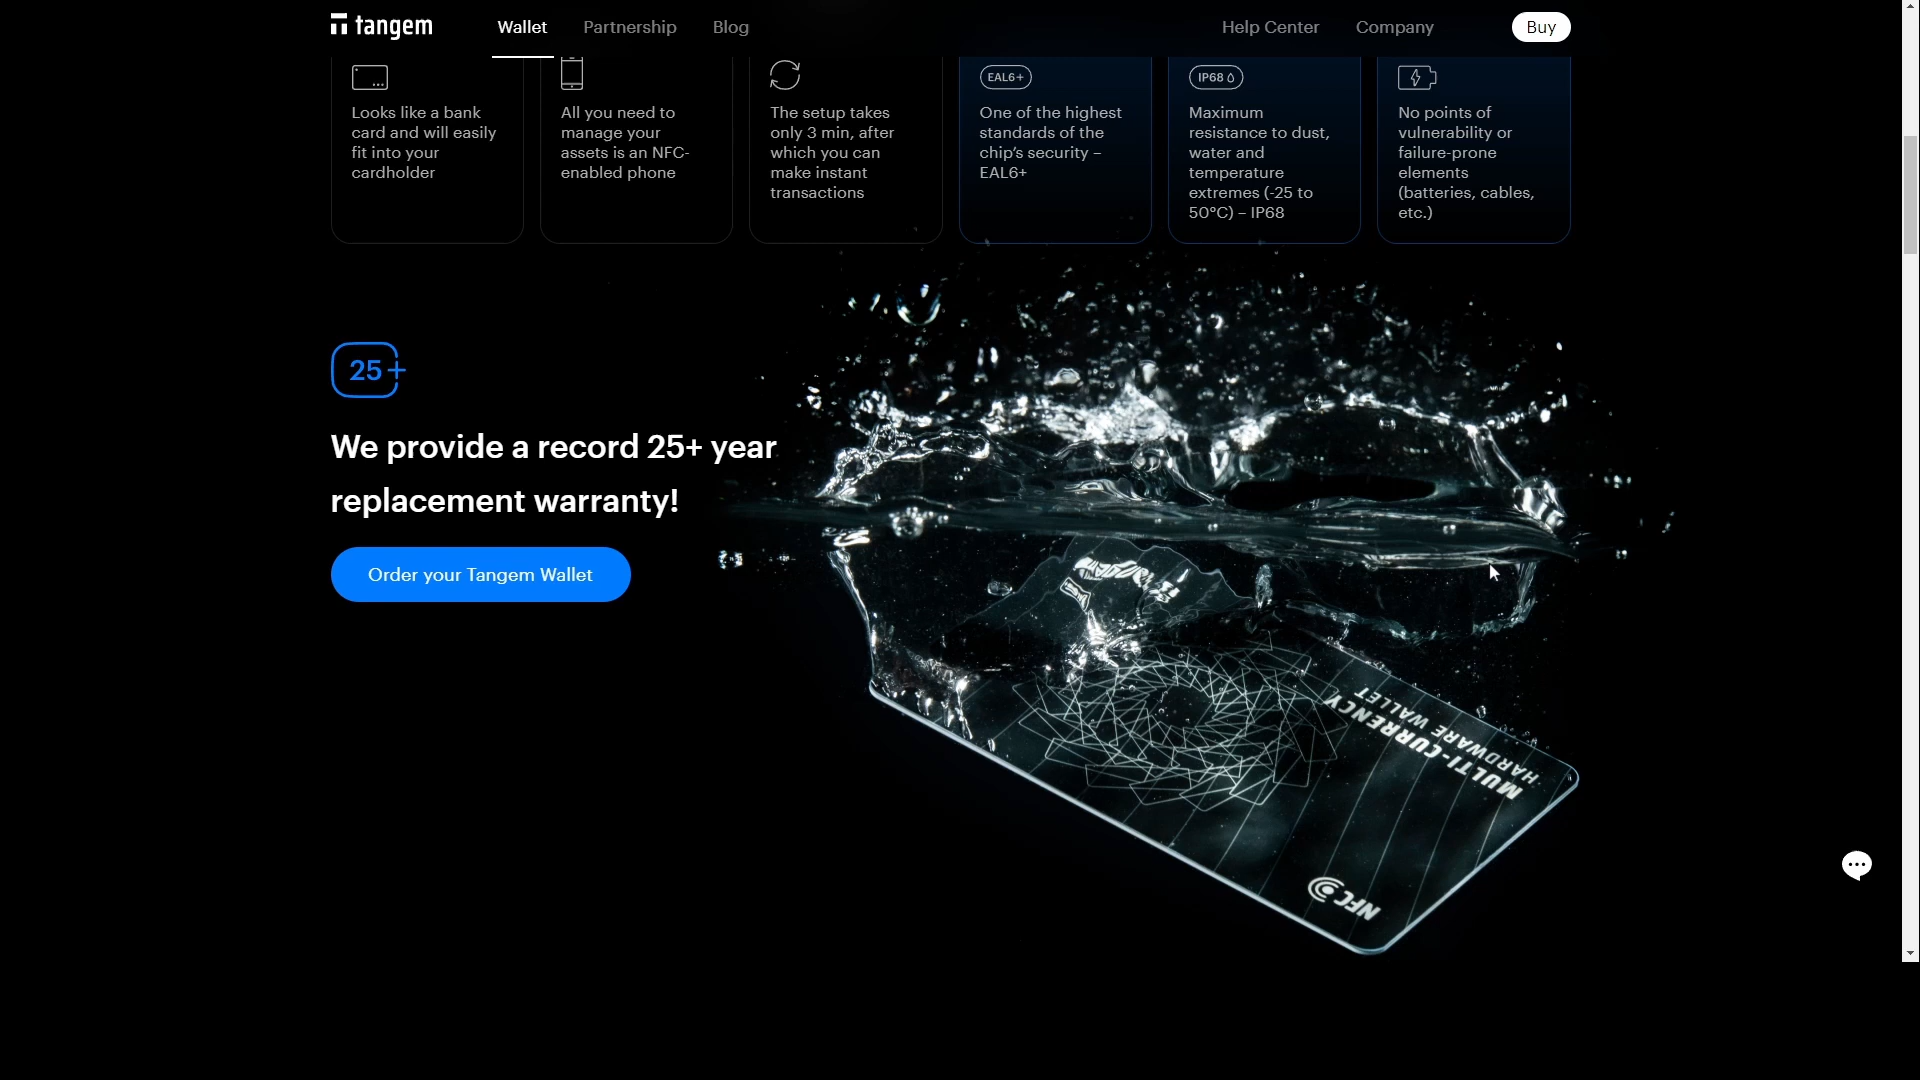 tangem Wallet Partnership Blog Help Center Company Buy
Looks like a bank
card and will easily
fit into your
cardholder
All you need to
manage your
assets is an NFC-
enabled phone
The setup takes
only 3 min, after
which you can
make instant
transactions
EAL6+
One of the highest
standards of the
chip’s security –
EAL6+
IP68
Maximum
resistance to dust,
water and
temperature
extremes (-25 to
50°C) – IP68
No points of
vulnerability or
failure-prone
elements
(batteries, cables,
etc.)
25+
We provide a record 25+ year
replacement warranty!
Order your Tangem Wallet
MULTI-CURRENCY
HARDWARE WALLET
NFC